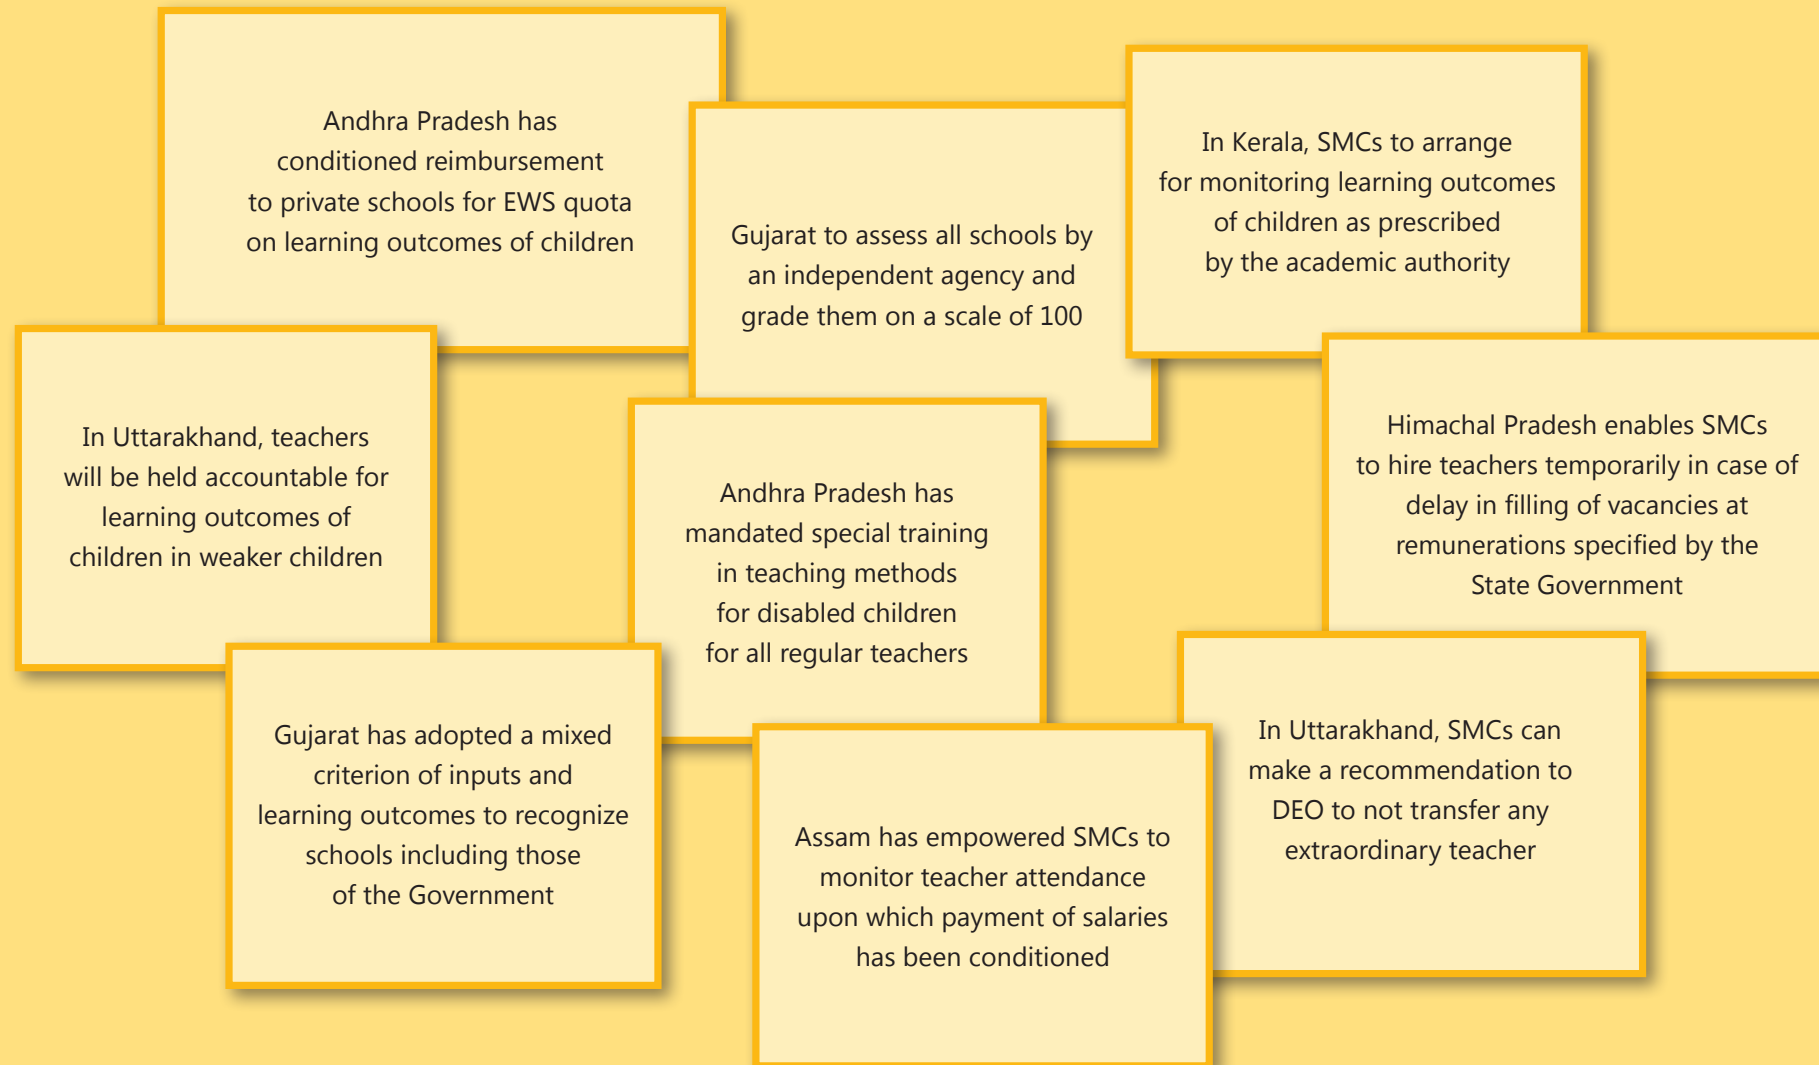 Andhra Pradesh has
conditioned reimbursement
to private schools for EWS quota
on learning outcomes of children
Gujarat to assess all schools by
an independent agency and
grade them on a scale of 100
In Kerala, SMCs to arrange
for monitoring learning outcomes
of children as prescribed
by the academic authority
In Uttarakhand, teachers
will be held accountable for
learning outcomes of
children in weaker children
Andhra Pradesh has
mandated special training
in teaching methods
for disabled children
for all regular teachers
Himachal Pradesh enables SMCs
to hire teachers temporarily in case of
delay in filling of vacancies at
remunerations specified by the
State Government
Gujarat has adopted a mixed
criterion of inputs and
learning outcomes to recognize
schools including those
of the Government
Assam has empowered SMCs to
monitor teacher attendance
upon which payment of salaries
has been conditioned
In Uttarakhand, SMCs can
make a recommendation to
DEO to not transfer any
extraordinary teacher